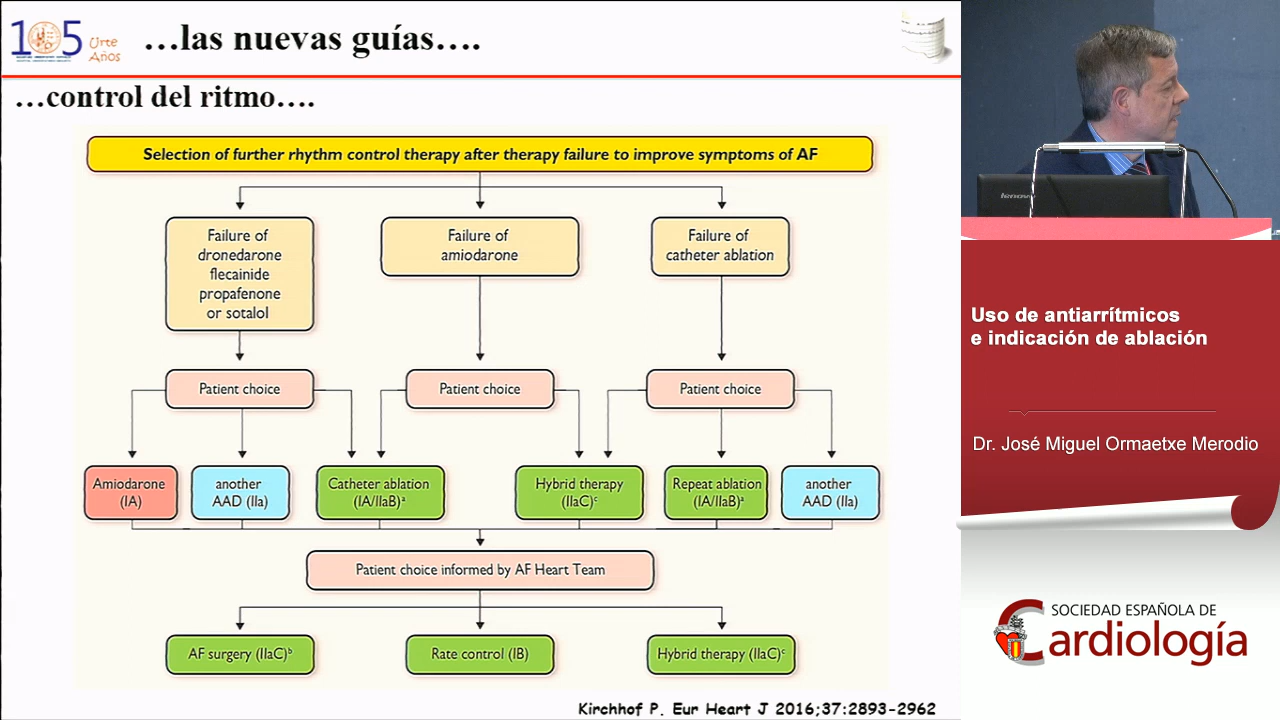 105 Urte Años
…las nuevas guías….
…control del ritmo….
Selection of further rhythm control therapy after therapy failure to improve symptoms of AF
Failure of
dronedarone
flecainide
propafenone
or sotalol
Failure of
amiodarone
Failure of
catheter ablation
Patient choice
Patient choice
Patient choice
Amiodarone
(IA)
another
AAD (IIa)
Catheter ablation
(IA/IIaB)ᵃ
Hybrid therapy
(IIaC)ᶜ
Repeat ablation
(IA/IIaB)ᵃ
another
AAD (IIa)
Patient choice informed by AF Heart Team
AF surgery (IIaC)ᵇ
Rate control (IB)
Hybrid therapy (IIaC)ᶜ
Kirchhof P. Eur Heart J 2016;37:2893-2962
lenovo
Uso de antiarrítmicos
e indicación de ablación
Dr. José Miguel Ormaetxe Merodio
SOCIEDAD ESPAÑOLA DE
Cardiología